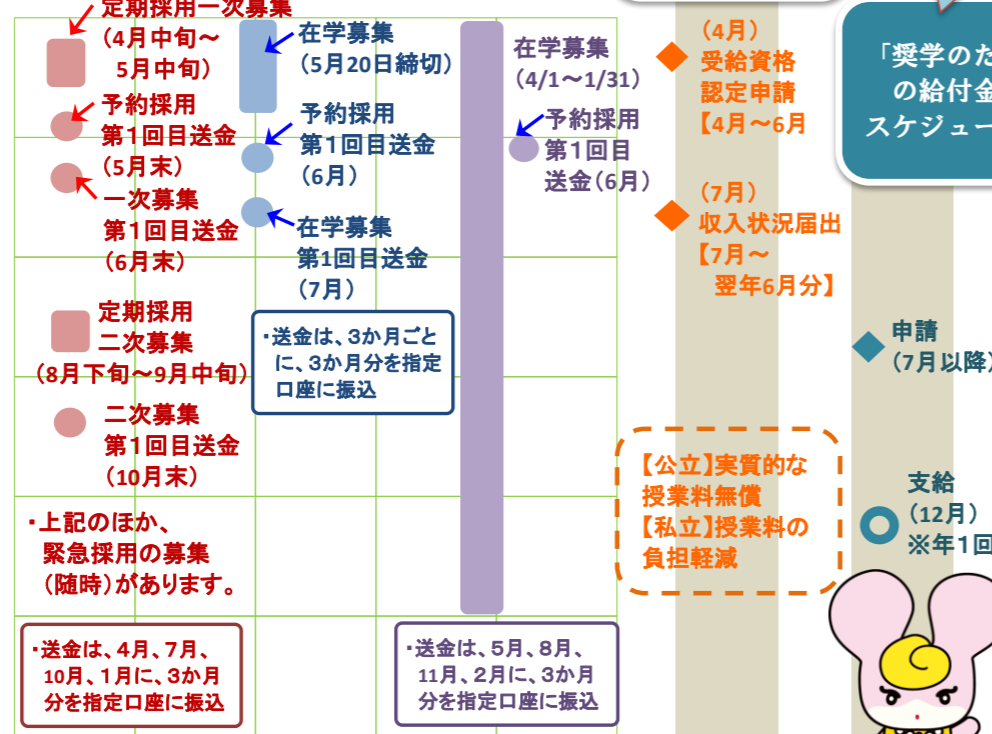 定期採用一次募集
(4月中旬～
5月中旬)
予約採用
第1回目送金
(5月末)
一次募集
第1回目送金
(6月末)
定期採用
二次募集
(8月下旬～9月中旬)
二次募集
第1回目送金
(10月末)
・上記のほか、
緊急採用の募集
(随時)があります。
・送金は、4月、7月、
10月、1月に、3か月
分を指定口座に振込
在学募集
(5月20日締切)
予約採用
第1回目送金
(6月)
在学募集
第1回目送金
(7月)
・送金は、3か月ごと
に、3か月分を指定
口座に振込
在学募集
(4/1～1/31)
予約採用
第1回目
送金(6月)
・送金は、5月、8月、
11月、2月に、3か月
分を指定口座に振込
(4月)
受給資格
認定申請
【4月～6月
(7月)
収入状況届出
【7月～
翌年6月分】
【公立】実質的な
授業料無償
【私立】授業料の
負担軽減
「奨学のた
の給付金
スケジュー
申請
(7月以降)
支給
(12月)
※年1回